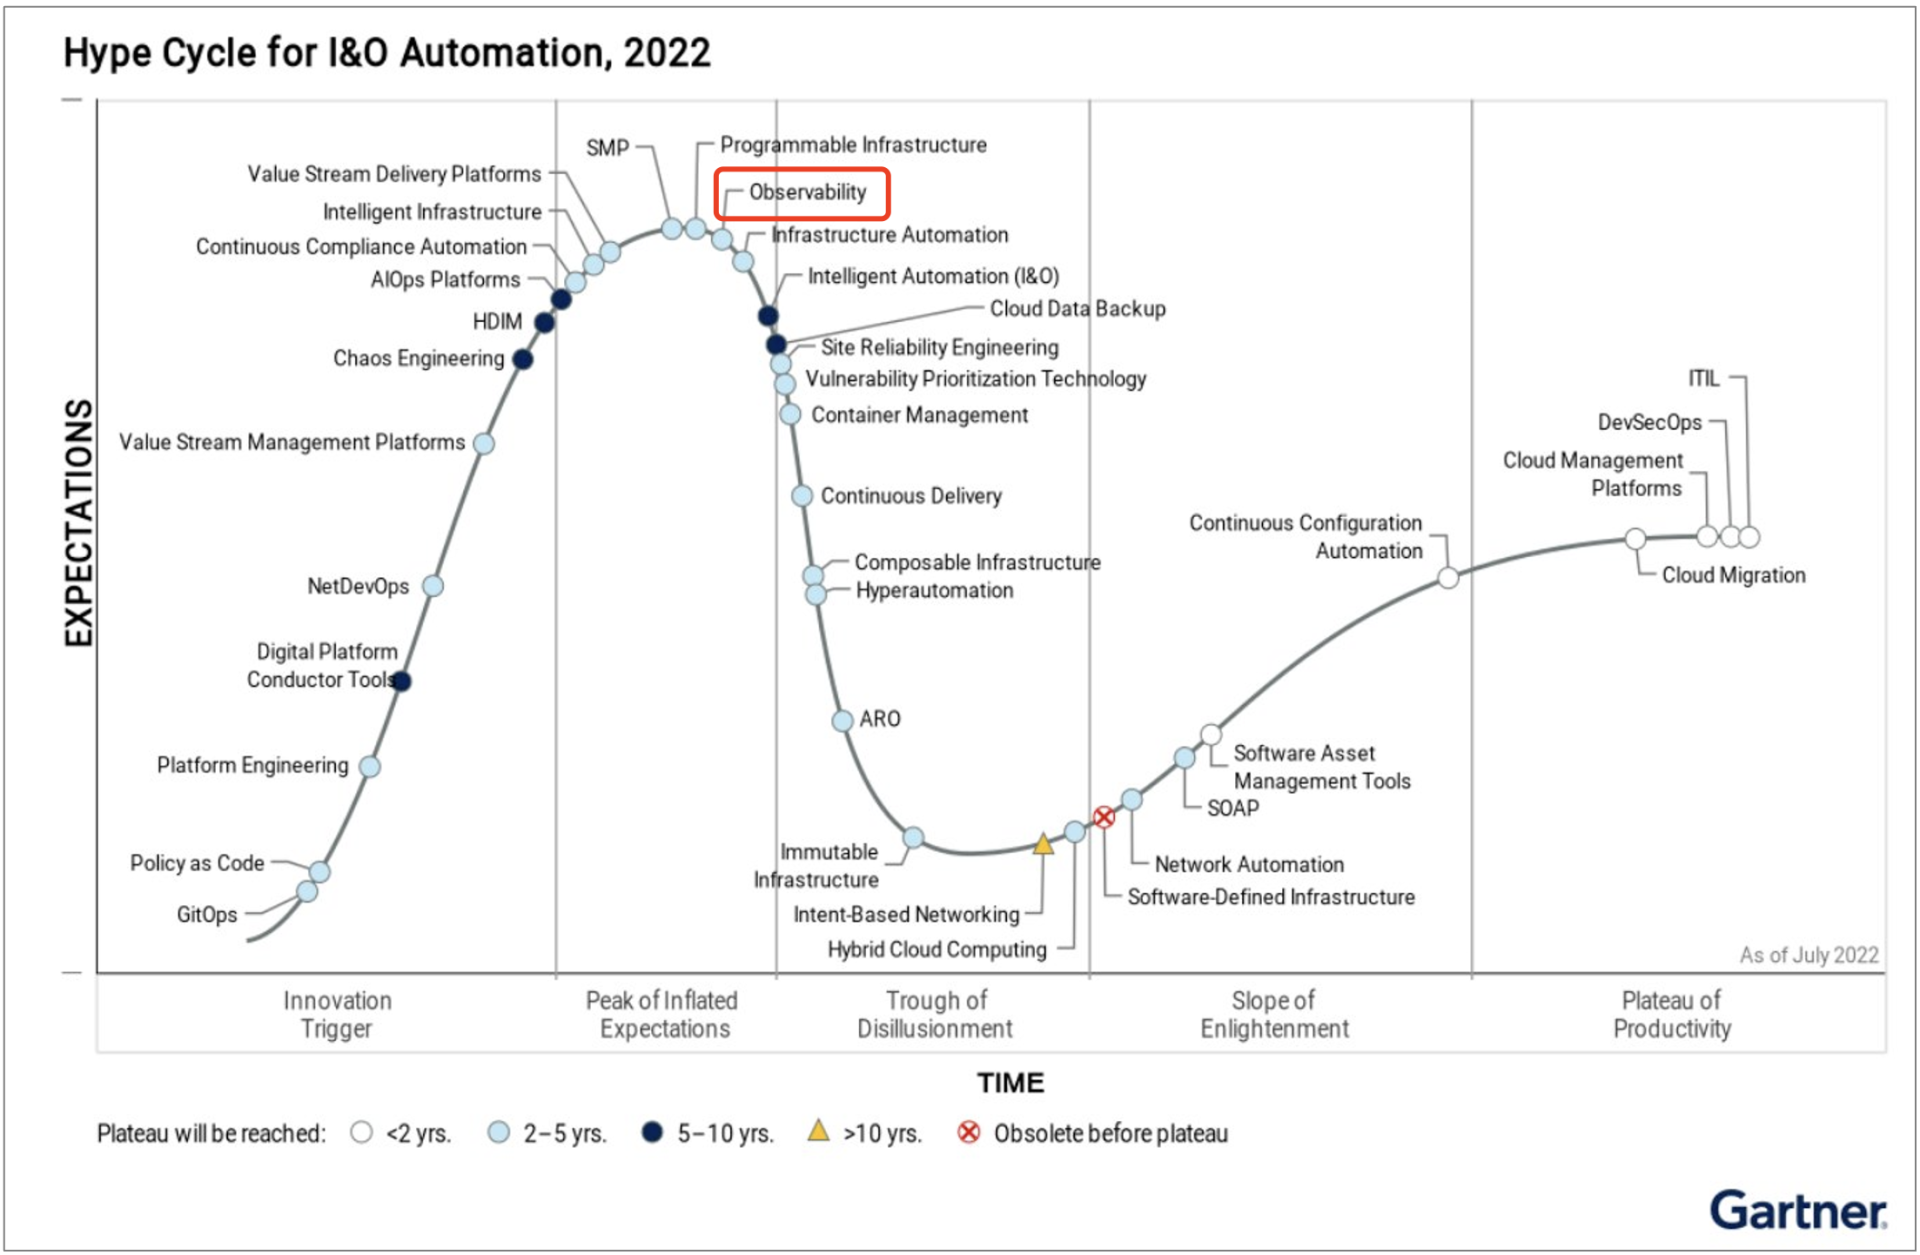 Hype Cycle for I&O Automation, 2022
EXPECTATIONS
SMP
Programmable Infrastructure
Value Stream Delivery Platforms
Observability
Intelligent Infrastructure
Infrastructure Automation
Continuous Compliance Automation
AIOps Platforms
Intelligent Automation (I&O)
Cloud Data Backup
HDIM
Site Reliability Engineering
Chaos Engineering
Vulnerability Prioritization Technology
Container Management
Value Stream Management Platforms
Continuous Delivery
Composable Infrastructure
Hyperautomation
NetDevOps
Digital Platform
Conductor Tools
ARO
Platform Engineering
Policy as Code
GitOps
Immutable
Infrastructure
Intent-Based Networking
Hybrid Cloud Computing
Software Asset
Management Tools
SOAP
Network Automation
Software-Defined Infrastructure
Continuous Configuration
Automation
ITIL
DevSecOps
Cloud Management
Platforms
Cloud Migration
As of July 2022
Innovation
Trigger
Peak of Inflated
Expectations
Trough of
Disillusionment
Slope of
Enlightenment
Plateau of
Productivity
TIME
Plateau will be reached: <2 yrs. 2–5 yrs. 5–10 yrs. >10 yrs. Obsolete before plateau
Gartner